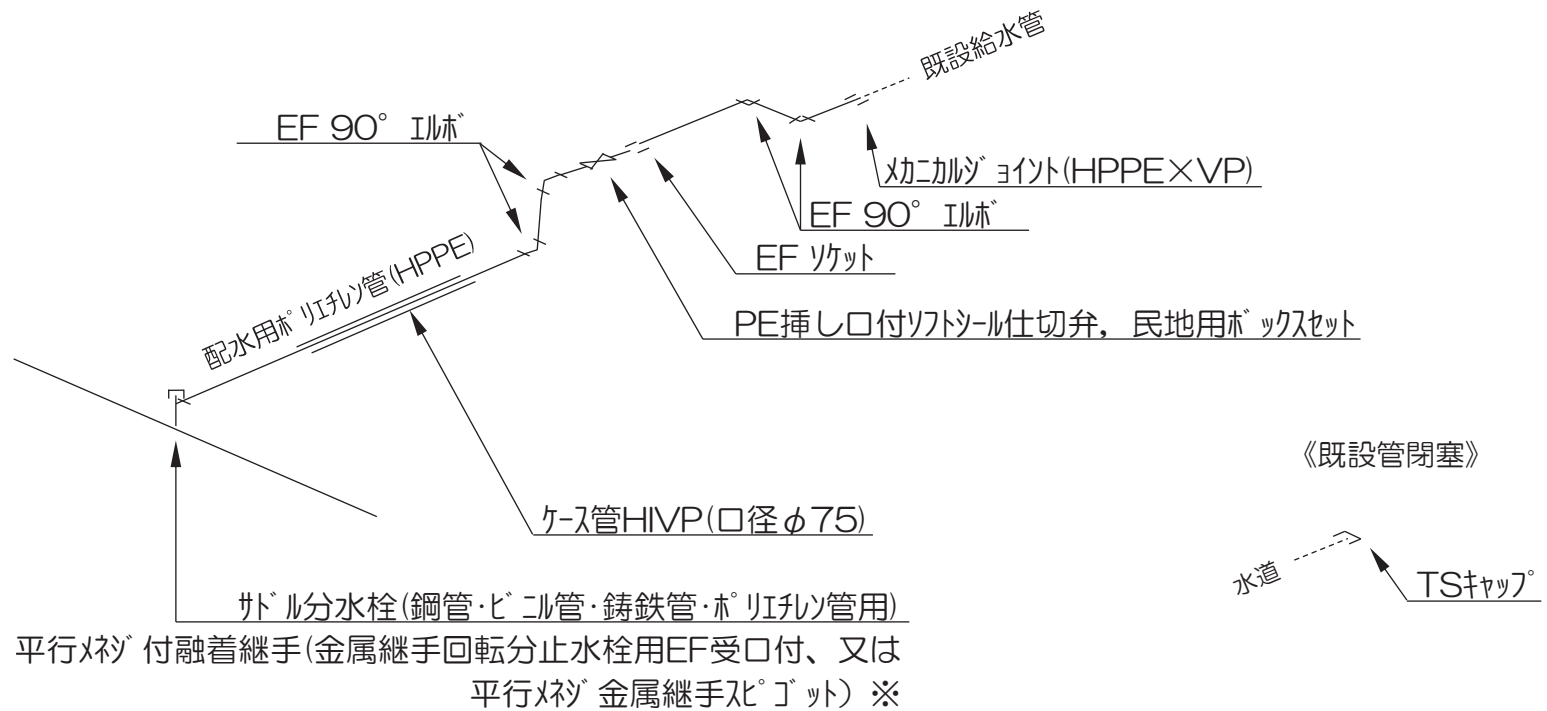 既設給水管
EF 90° ｴﾙﾎﾞ
ﾒｶﾆｶﾙｼﾞｮｲﾝﾄ(HPPE×VP)
EF 90° ｴﾙﾎﾞ
EF ｿｹｯﾄ
配水用ﾎﾟﾘｴﾁﾚﾝ管(HPPE)
PE挿し口付ｿﾌﾄｼｰﾙ仕切弁，民地用ﾎﾞｯｸｽｾｯﾄ
《既設管閉塞》
ｹｰｽ管HIVP(口径φ75)
水道
TSｷｬｯﾌﾟ
ｻﾄﾞﾙ分水栓(鋼管･ﾋﾞﾆﾙ管･鋳鉄管･ﾎﾟﾘｴﾁﾚﾝ管用)
平行ﾒﾈｼﾞ付融着継手(金属継手回転分止水栓用EF受口付、又は
平行ﾒﾈｼﾞ金属継手ｽﾋﾟｺﾞｯﾄ）※